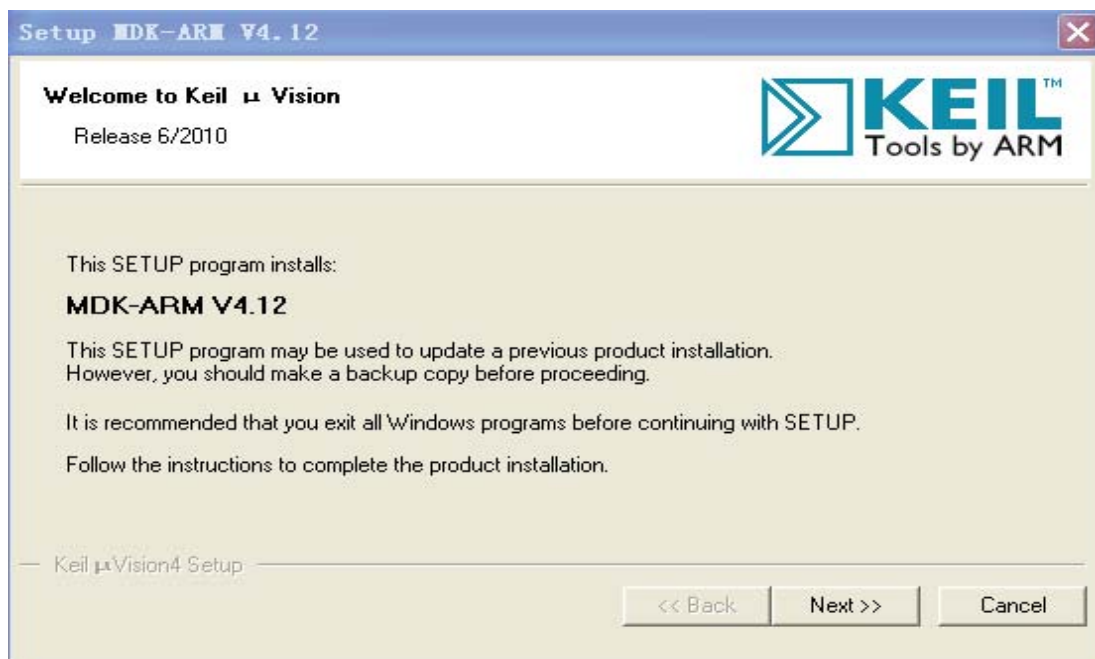 Setup MDK-ARM V4.12
Welcome to Keil μ Vision
Release 6/2010
KEIL™
Tools by ARM
This SETUP program installs:
MDK-ARM V4.12
This SETUP program may be used to update a previous product installation.
However, you should make a backup copy before proceeding.
It is recommended that you exit all Windows programs before continuing with SETUP.
Follow the instructions to complete the product installation.
Keil μVision4 Setup
<< Back Next >> Cancel